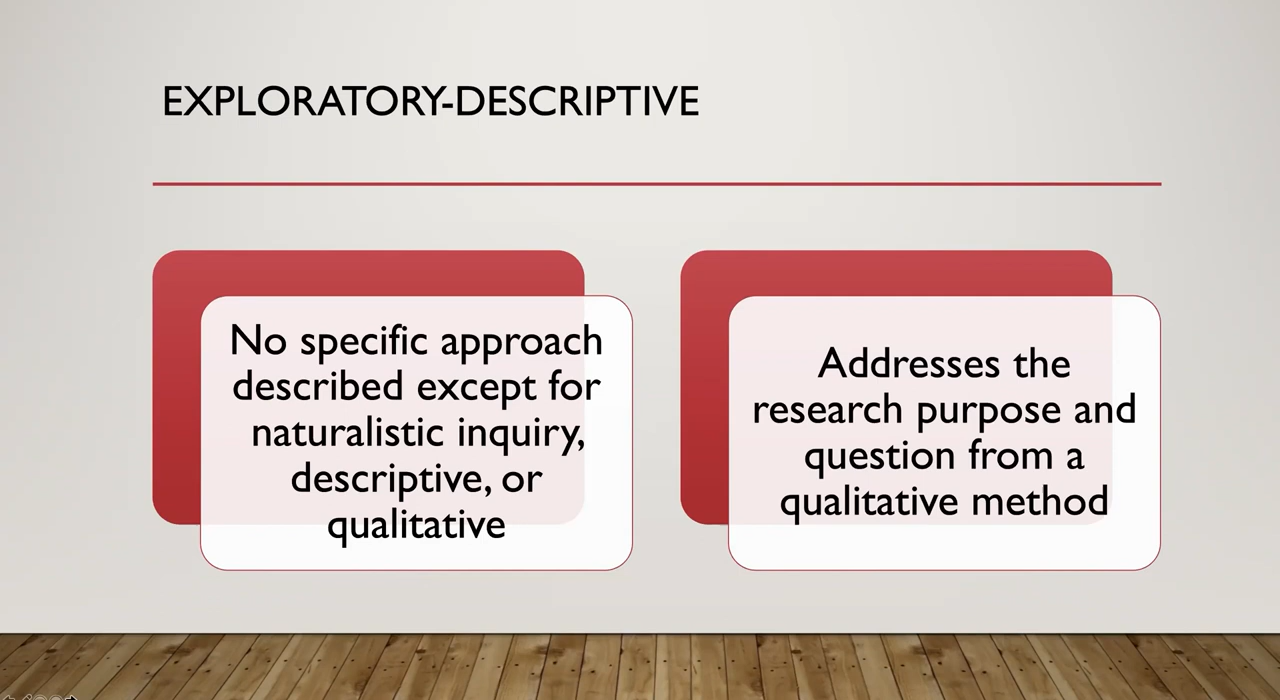 EXPLORATORY-DESCRIPTIVE
No specific approach
described except for
naturalistic inquiry,
descriptive, or
qualitative
Addresses the
research purpose and
question from a
qualitative method